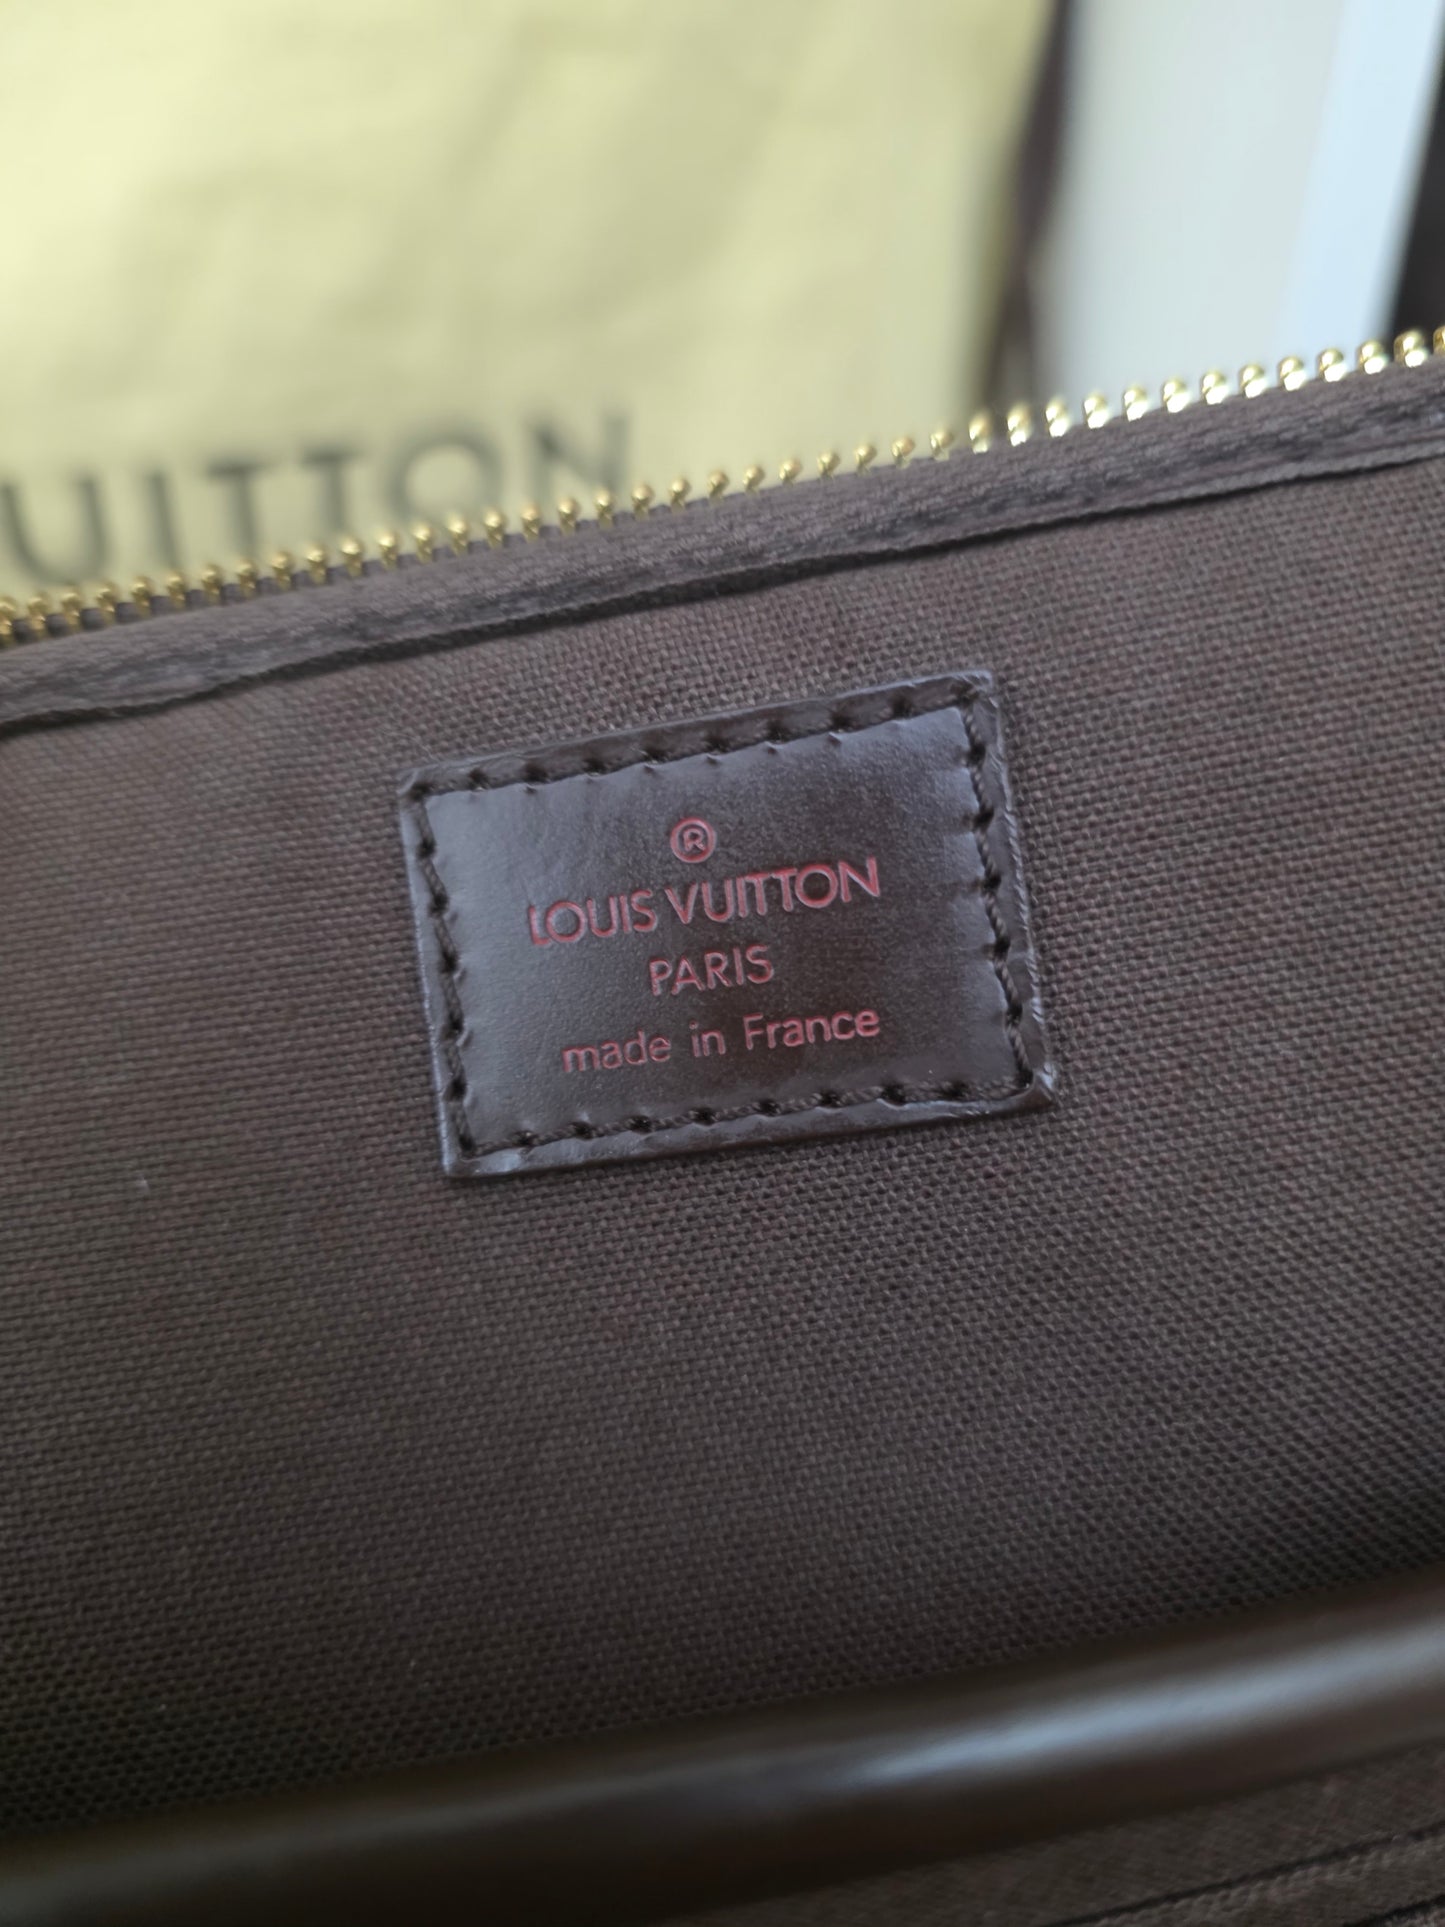 UITTON
®
LOUIS VUITTON
PARIS
made in France